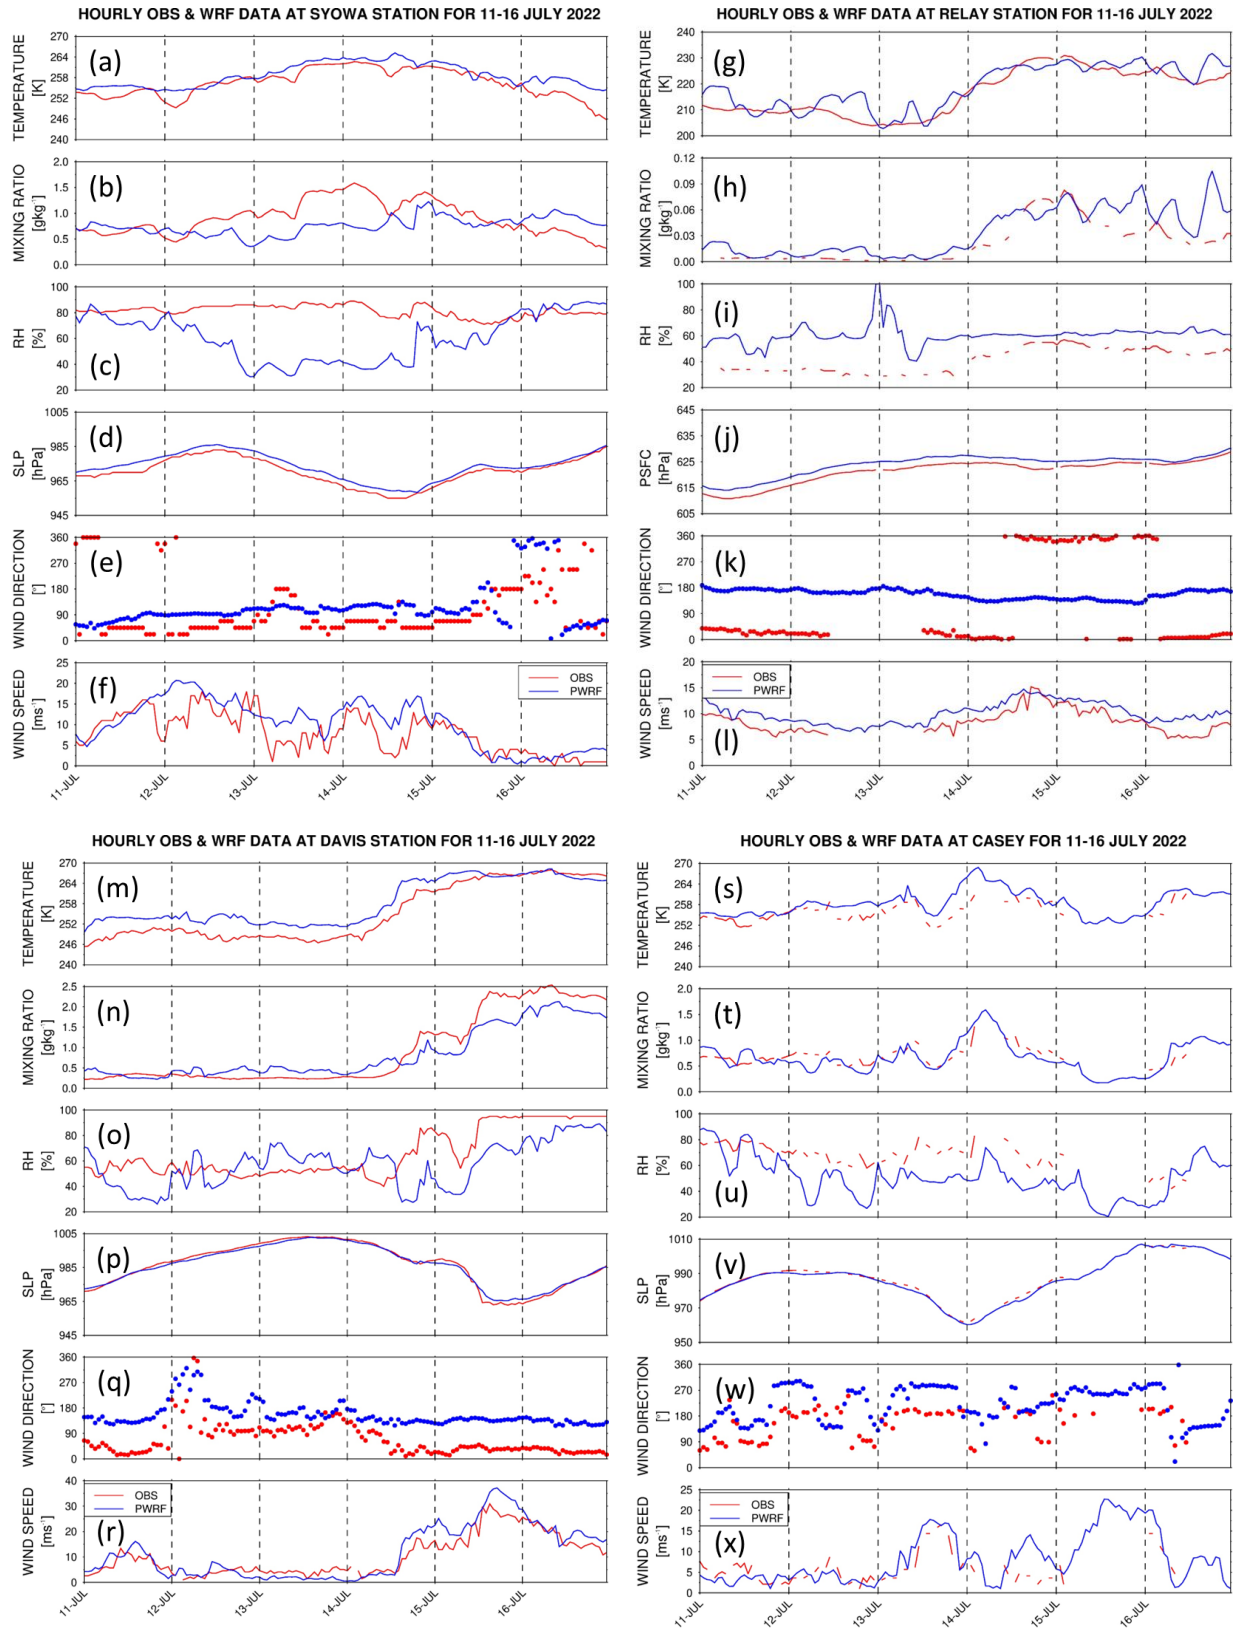 HOURLY OBS & WRF DATA AT SYOWA STATION FOR 11-16 JULY 2022
TEMPERATURE
[K]
270
264
258
252
246
240
(a)
MIXING RATIO
[gkg⁻¹]
2.0
1.5
1.0
0.5
0.0
(b)
RH
[%]
100
80
60
40
20
(c)
SLP
[hPa]
1005
985
965
945
(d)
WIND DIRECTION
[°]
360
270
180
90
0
(e)
WIND SPEED
[ms⁻¹]
25
20
15
10
5
0
(f)
OBS
PWRF
11-JUL
12-JUL
13-JUL
14-JUL
15-JUL
16-JUL
HOURLY OBS & WRF DATA AT RELAY STATION FOR 11-16 JULY 2022
TEMPERATURE
[K]
240
230
220
210
200
(g)
MIXING RATIO
[gkg⁻¹]
0.12
0.09
0.06
0.03
0.00
(h)
RH
[%]
100
80
60
40
20
(i)
PSFC
[hPa]
645
635
625
615
605
(j)
WIND DIRECTION
[°]
360
270
180
90
0
(k)
WIND SPEED
[ms⁻¹]
20
15
10
5
0
(l)
OBS
PWRF
11-JUL
12-JUL
13-JUL
14-JUL
15-JUL
16-JUL
HOURLY OBS & WRF DATA AT DAVIS STATION FOR 11-16 JULY 2022
TEMPERATURE
[K]
270
264
258
252
246
240
(m)
MIXING RATIO
[gkg⁻¹]
2.5
2.0
1.5
1.0
0.5
0.0
(n)
RH
[%]
100
80
60
40
20
(o)
SLP
[hPa]
1005
985
965
945
(p)
WIND DIRECTION
[°]
360
270
180
90
0
(q)
WIND SPEED
[ms⁻¹]
40
30
20
10
0
(r)
OBS
PWRF
11-JUL
12-JUL
13-JUL
14-JUL
15-JUL
16-JUL
HOURLY OBS & WRF DATA AT CASEY FOR 11-16 JULY 2022
TEMPERATURE
[K]
270
264
258
252
246
240
(s)
MIXING RATIO
[gkg⁻¹]
2.0
1.5
1.0
0.5
0.0
(t)
RH
[%]
100
80
60
40
20
(u)
SLP
[hPa]
1010
990
970
950
(v)
WIND DIRECTION
[°]
360
270
180
90
0
(w)
WIND SPEED
[ms⁻¹]
25
20
15
10
5
0
(x)
OBS
PWRF
11-JUL
12-JUL
13-JUL
14-JUL
15-JUL
16-JUL